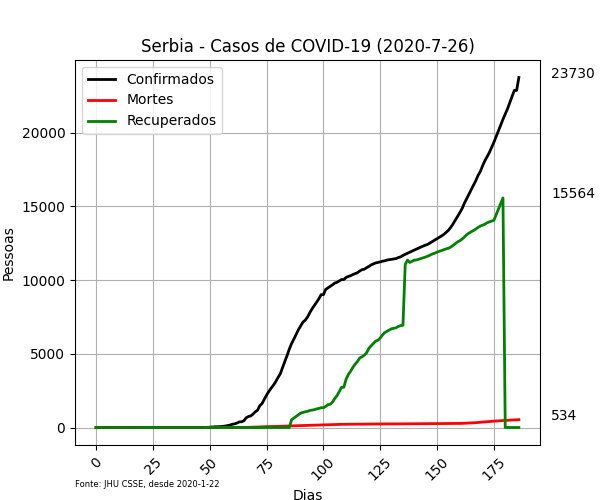 Serbia - Casos de COVID-19 (2020-7-26)
Confirmados
Mortes
Recuperados
23730
15564
534
Pessoas
20000
15000
10000
5000
0
0
25
50
75
100
125
150
175
Dias
Fonte: JHU CSSE, desde 2020-1-22